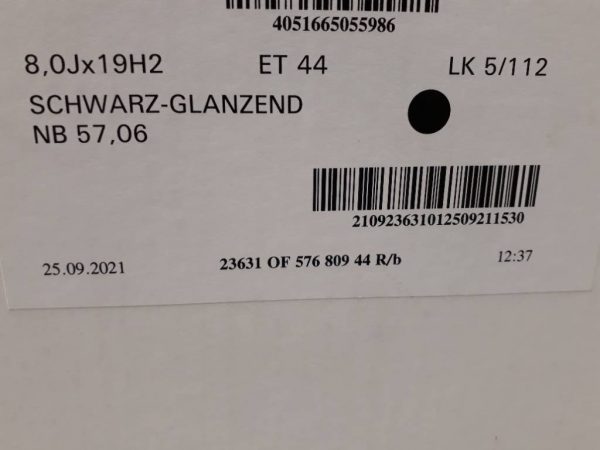 4051665055986
8,0Jx19H2 ET 44 LK 5/112
SCHWARZ-GLANZEND
NB 57,06
210923631012509211530
25.09.2021 23631 OF 576 809 44 R/b 12:37